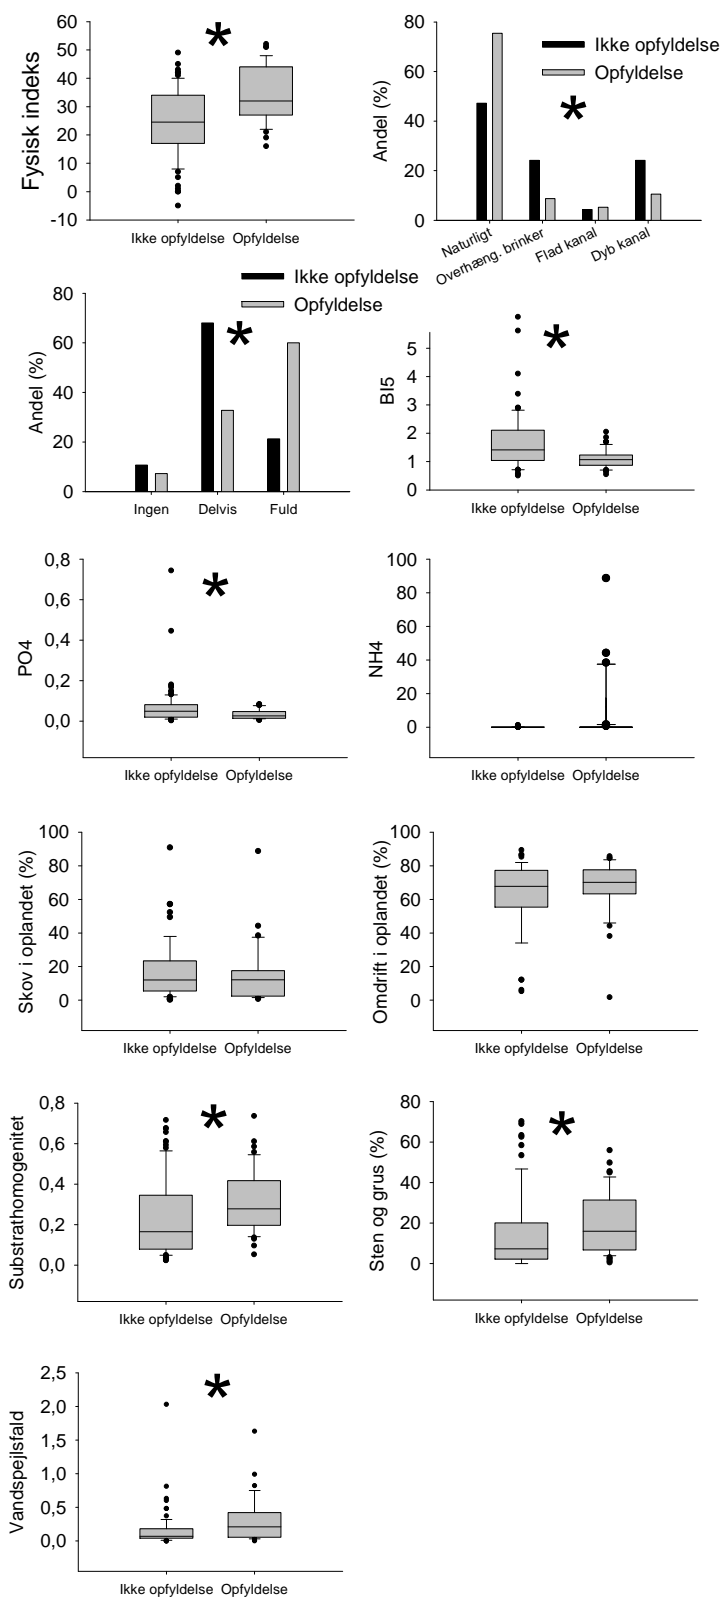 Fysisk indeks
60
50
40
30
20
10
0
-10
Ikke opfyldelse Opfyldelse
*
Andel (%)
80
60
40
20
0
Ikke opfyldelse
Opfyldelse
*
Naturligt
Overhæng. brinker
Flad kanal
Dyb kanal
Ikke opfyldelse
Opfyldelse
Andel (%)
80
60
40
20
0
*
Ingen Delvis Fuld
BI5
5
4
3
2
1
0
*
Ikke opfyldelse Opfyldelse
PO4
0,8
0,6
0,4
0,2
0,0
*
Ikke opfyldelse Opfyldelse
NH4
100
80
60
40
20
0
Ikke opfyldelse Opfyldelse
Skov i oplandet (%)
100
80
60
40
20
0
Ikke opfyldelse Opfyldelse
Omdrift i oplandet (%)
100
80
60
40
20
0
Ikke opfyldelse Opfyldelse
Substrathomogenitet
0,8
0,6
0,4
0,2
0,0
*
Ikke opfyldelse Opfyldelse
Sten og grus (%)
80
60
40
20
0
*
Ikke opfyldelse Opfyldelse
Vandspejlsfald
2,5
2,0
1,5
1,0
0,5
0,0
*
Ikke opfyldelse Opfyldelse